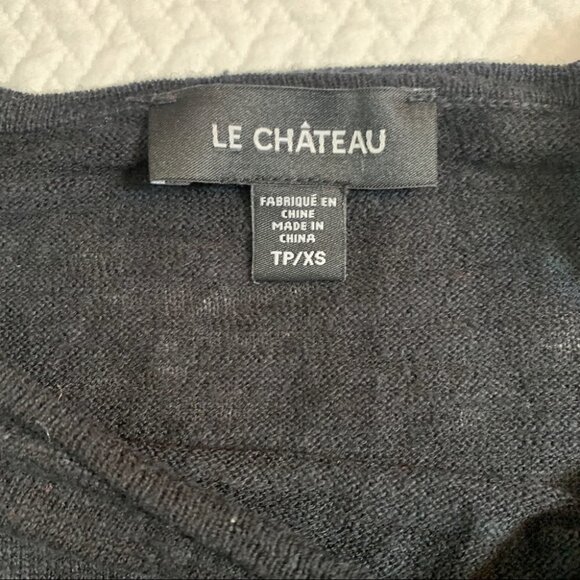 LE CHÂTEAU
FABRIQUÉ EN
CHINE
MADE IN
CHINA
TP/XS